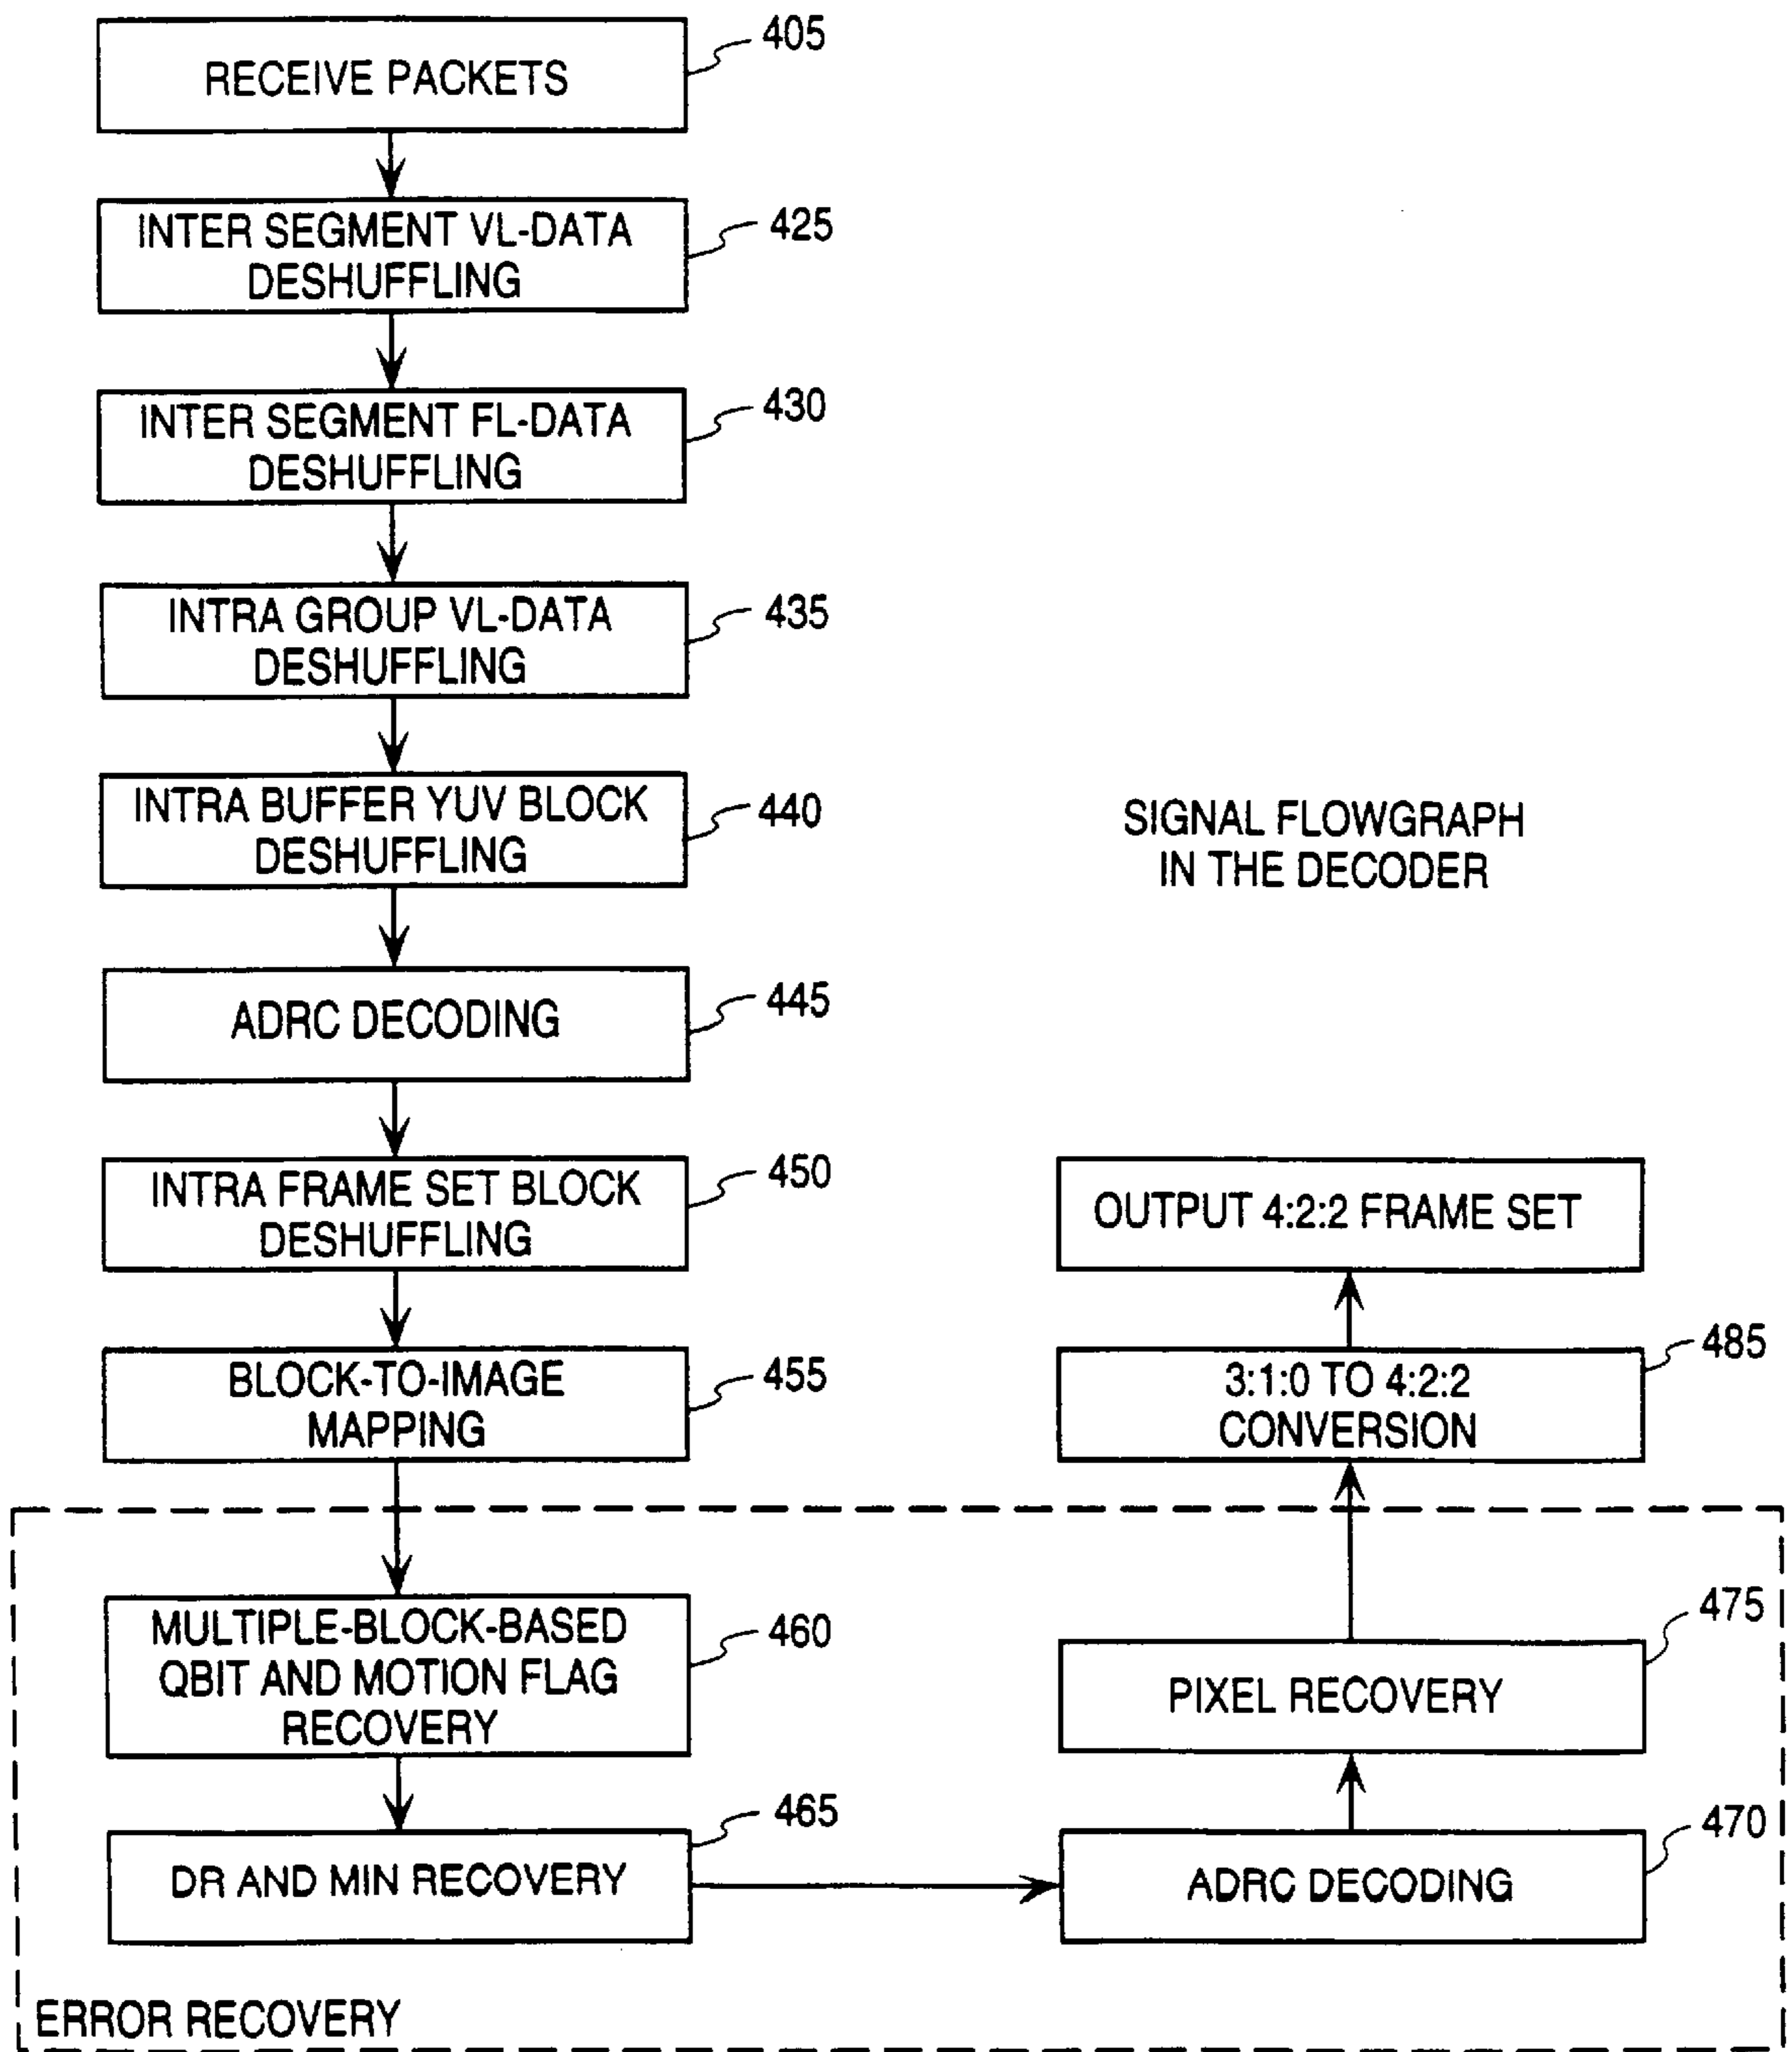 RECEIVE PACKETS
405
INTER SEGMENT VL-DATA
DESHUFFLING
425
INTER SEGMENT FL-DATA
DESHUFFLING
430
INTRA GROUP VL-DATA
DESHUFFLING
435
INTRA BUFFER YUV BLOCK
DESHUFFLING
440
SIGNAL FLOWGRAPH
IN THE DECODER
ADRC DECODING
445
INTRA FRAME SET BLOCK
DESHUFFLING
450
BLOCK-TO-IMAGE
MAPPING
455
MULTIPLE-BLOCK-BASED
QBIT AND MOTION FLAG
RECOVERY
460
DR AND MIN RECOVERY
465
ADRC DECODING
470
PIXEL RECOVERY
475
3:1:0 TO 4:2:2
CONVERSION
485
OUTPUT 4:2:2 FRAME SET
ERROR RECOVERY